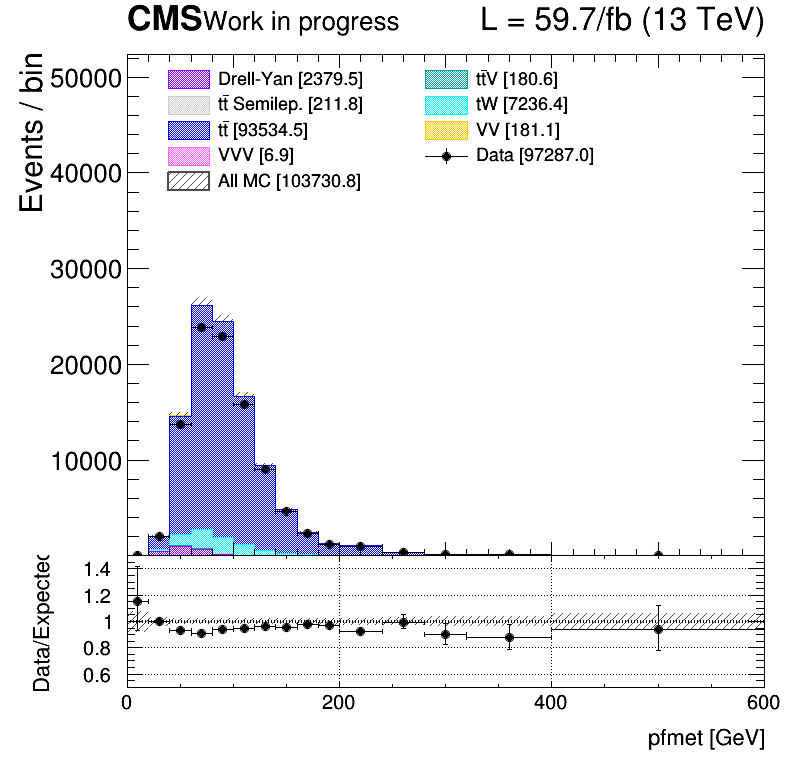 CMS Work in progress L = 59.7/fb (13 TeV)
Events / bin
50000
40000
30000
20000
10000
Drell-Yan [2379.5]
tt̄ Semilep. [211.8]
tt̄ [93534.5]
VVV [6.9]
All MC [103730.8]
tt̄V [180.6]
tW [7236.4]
VV [181.1]
Data [97287.0]
Data/Expected
1.4
1.2
1
0.8
0.6
0 200 400 600
pfmet [GeV]